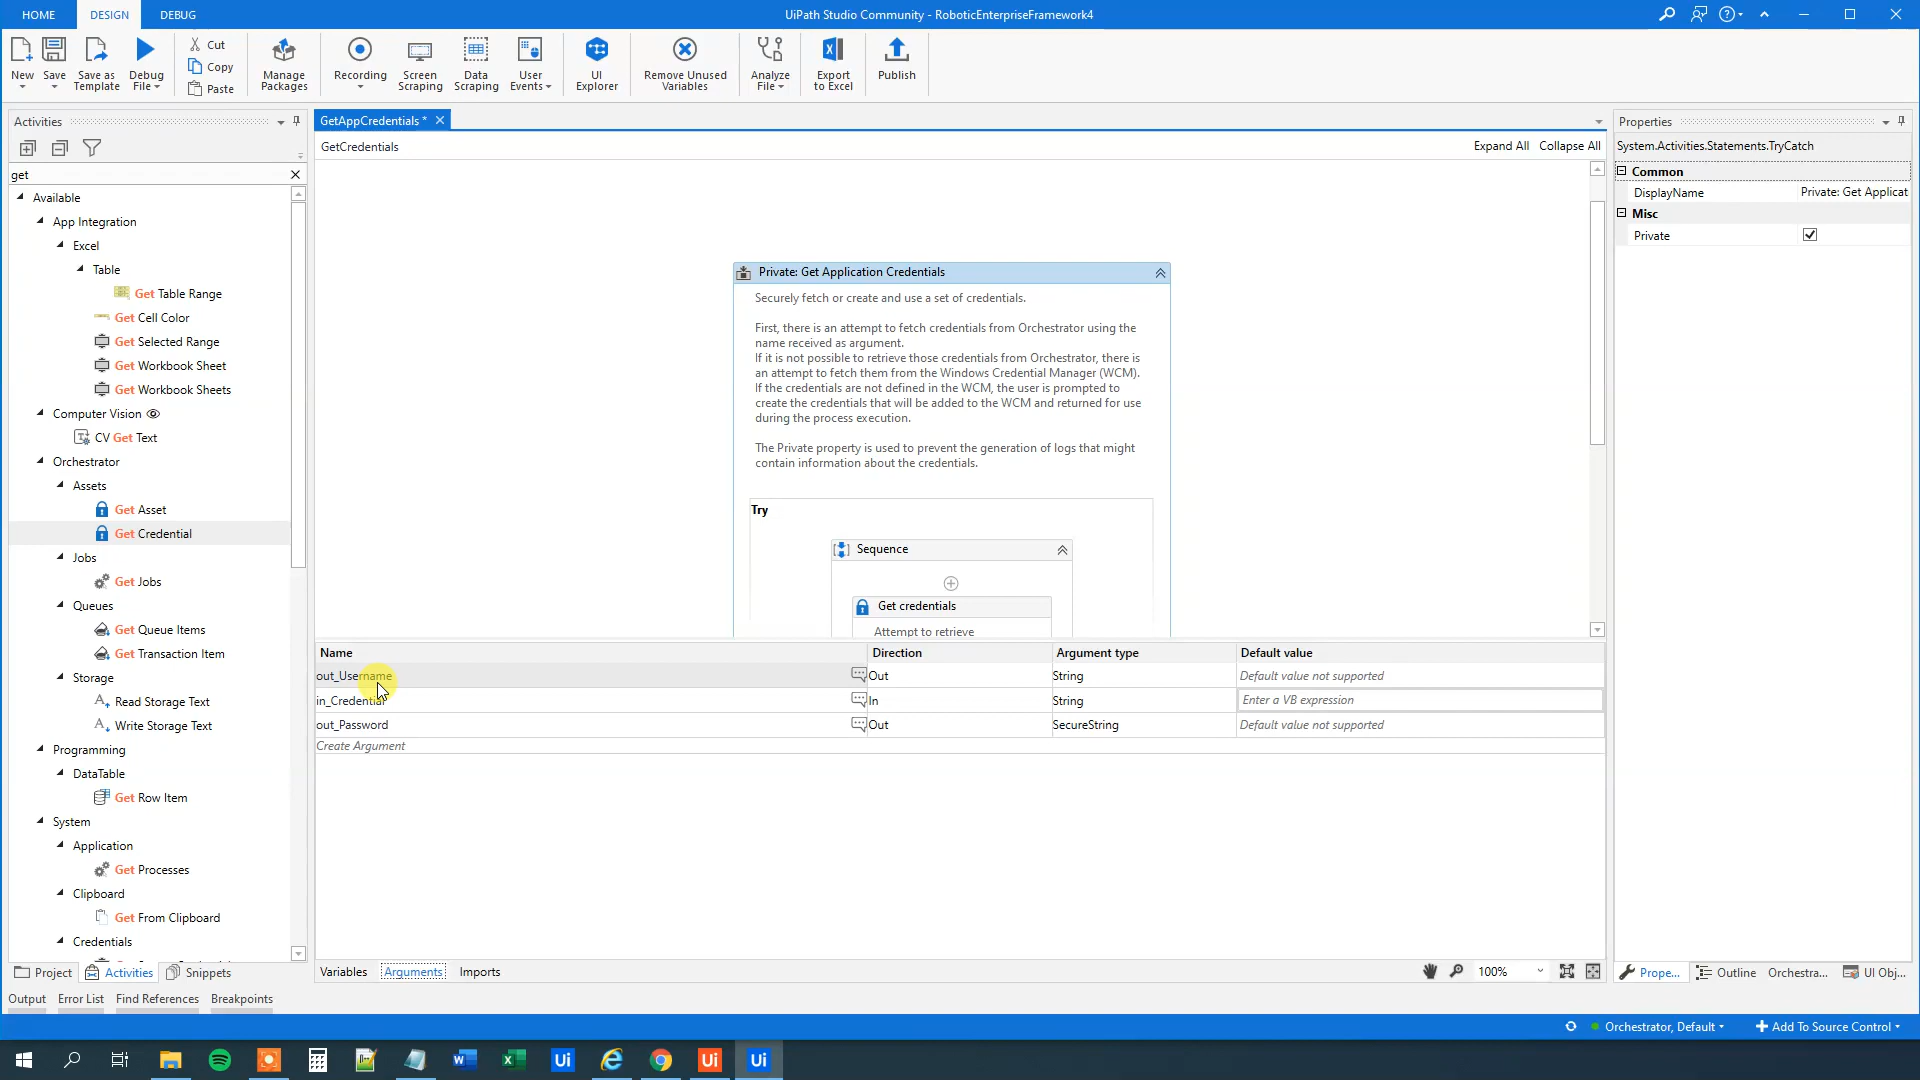 HOME
DESIGN
DEBUG
UiPath Studio Community - RoboticEnterpriseFramework4
New
Save
Save as
Template
Debug
File
Cut
Copy
Paste
Manage
Packages
Recording
Screen
Scraping
Data
Scraping
User
Events
UI
Explorer
Remove Unused
Variables
Analyze
File
Export
to Excel
Publish
Activities
get
Available
App Integration
Excel
Table
Get Table Range
Get Cell Color
Get Selected Range
Get Workbook Sheet
Get Workbook Sheets
Computer Vision
CV Get Text
Orchestrator
Assets
Get Asset
Get Credential
Jobs
Get Jobs
Queues
Get Queue Items
Get Transaction Item
Storage
Read Storage Text
Write Storage Text
Programming
DataTable
Get Row Item
System
Application
Get Processes
Clipboard
Get From Clipboard
Credentials
Project
Activities
Snippets
GetAppCredentials *
GetCredentials
Expand All
Collapse All
Private: Get Application Credentials
Securely fetch or create and use a set of credentials.
First, there is an attempt to fetch credentials from Orchestrator using the
name received as argument.
If it is not possible to retrieve those credentials from Orchestrator, there is
an attempt to fetch them from the Windows Credential Manager (WCM).
If the credentials are not defined in the WCM, the user is prompted to
create the credentials that will be added to the WCM and returned for use
during the process execution.
The Private property is used to prevent the generation of logs that might
contain information about the credentials.
Try
Sequence
Get credentials
Attempt to retrieve
Name Direction Argument type Default value
out_Username Out String Default value not supported
in_Credential In String Enter a VB expression
out_Password Out SecureString Default value not supported
Create Argument
Variables
Arguments
Imports
100%
Properties
System.Activities.Statements.TryCatch
Common
DisplayName Private: Get Applicat
Misc
Private
Prope...
Outline
Orchestra...
UI Obj...
Output
Error List
Find References
Breakpoints
Orchestrator, Default
Add To Source Control